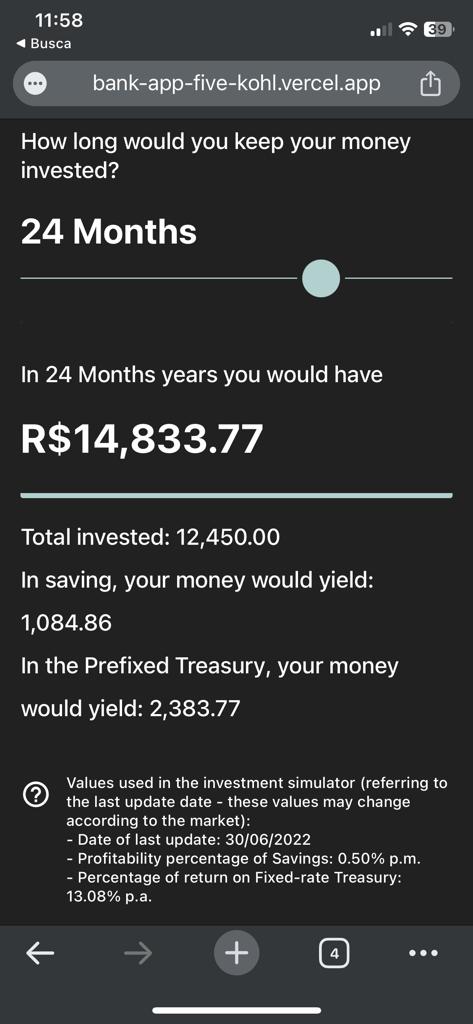 11:58
39
◀ Busca
bank-app-five-kohl.vercel.app
How long would you keep your money
invested?
24 Months
In 24 Months years you would have
R$14,833.77
Total invested: 12,450.00
In saving, your money would yield:
1,084.86
In the Prefixed Treasury, your money
would yield: 2,383.77
Values used in the investment simulator (referring to
the last update date - these values may change
according to the market):
- Date of last update: 30/06/2022
- Profitability percentage of Savings: 0.50% p.m.
- Percentage of return on Fixed-rate Treasury:
13.08% p.a.
4